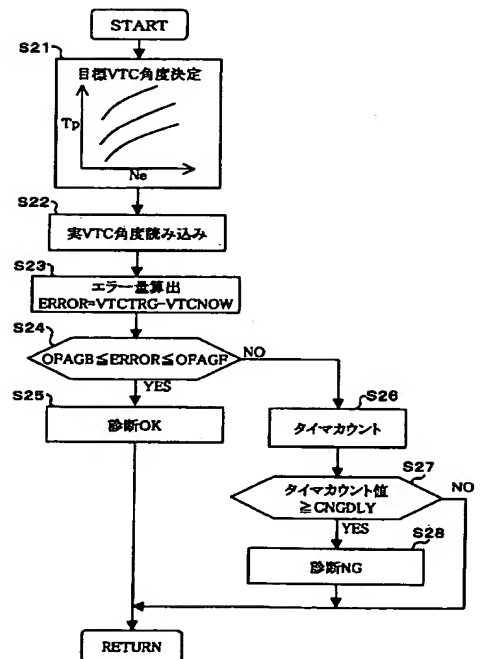 START
S21
目標VTC角度決定
Tp
Ne
S22
実VTC角度読み込み
S23
エラー量算出
ERROR=VTCTRG-VTCNOW
S24
OPAGB≦ERROR≦OPAGF
NO
YES
S25
診断OK
S26
タイマカウント
S27
タイマカウント値
≧CNGDLY
NO
YES
S28
診断NG
RETURN